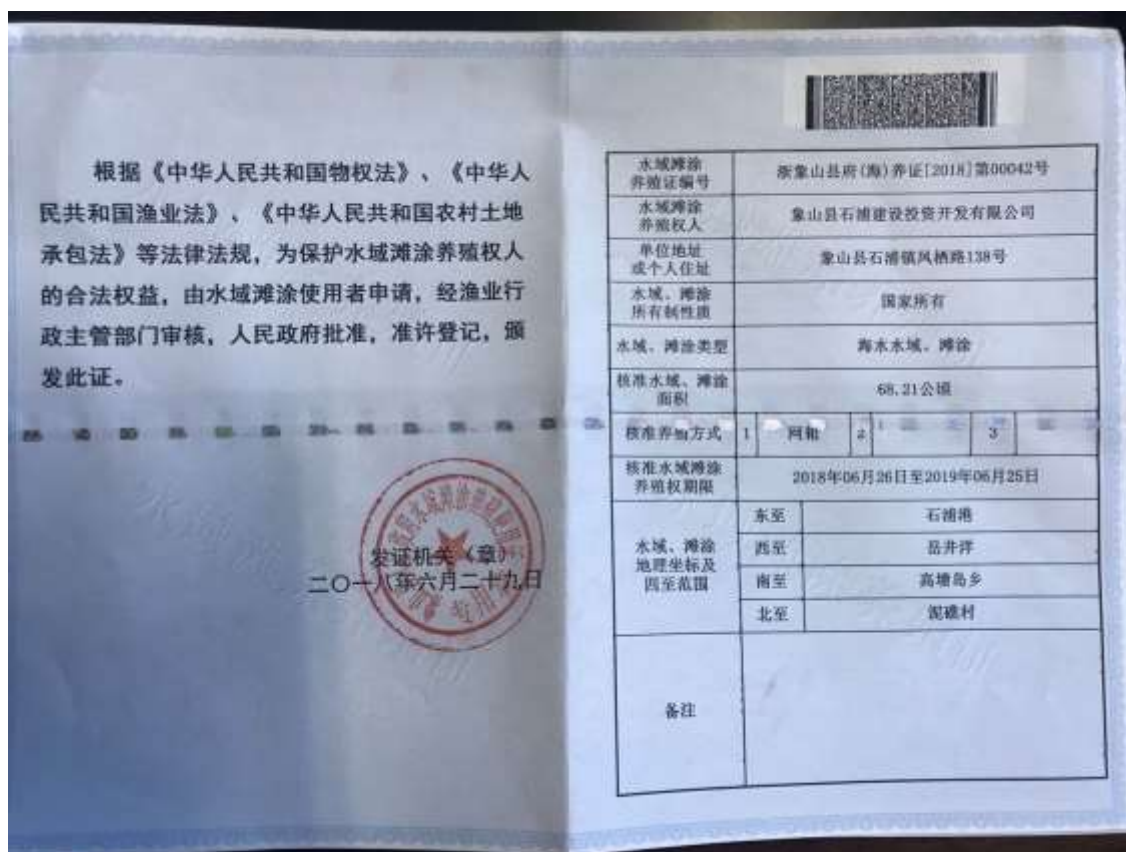 根据《中华人民共和国物权法》、《中华人
民共和国渔业法》、《中华人民共和国农村土地
承包法》等法律法规，为保护水域滩涂养殖权人
的合法权益，由水域滩涂使用者申请，经渔业行
政主管部门审核，人民政府批准，准许登记，颁
发此证。
发证机关（章）
二〇一八年六月二十九日
水域滩涂
养殖证编号
浙象山县府(海)养证[2018]第00042号
水域滩涂
养殖权人
象山县石浦建设投资开发有限公司
单位地址
或个人住址
象山县石浦镇凤栖路138号
水域、滩涂
所有制性质
国家所有
水域、滩涂类型
海水水域、滩涂
核准水域、滩涂
面积
68.21公顷
核准养殖方式 1 网箱 2 3
核准水域滩涂
养殖权期限
2018年06月26日至2019年06月25日
水域、滩涂
地理坐标及
四至范围
东至 石浦港
西至 岳井洋
南至 高塘岛乡
北至 泥礁村
备注